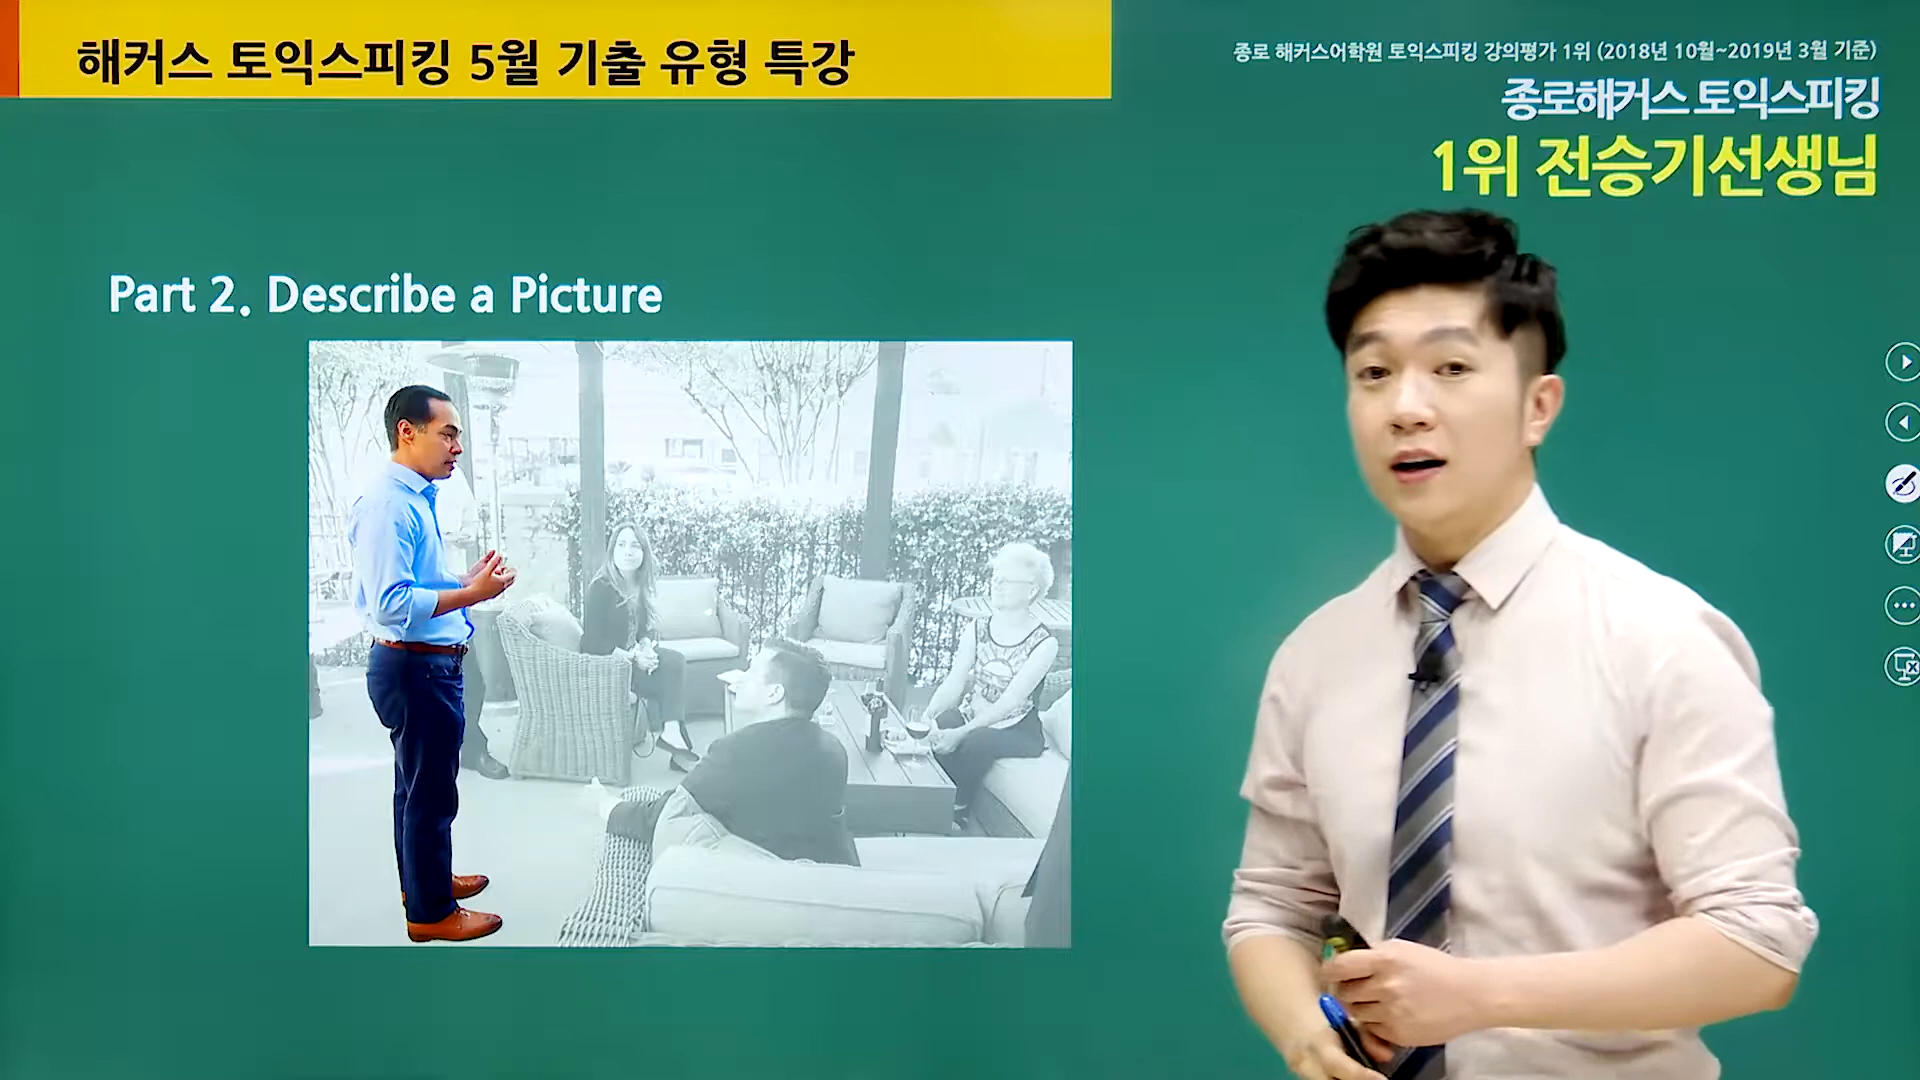 해커스 토익스피킹 5월 기출 유형 특강
종로 해커스어학원 토익스피킹 강의평가 1위 (2018년 10월~2019년 3월 기준)
종로해커스 토익스피킹
1위 전승기선생님
Part 2. Describe a Picture